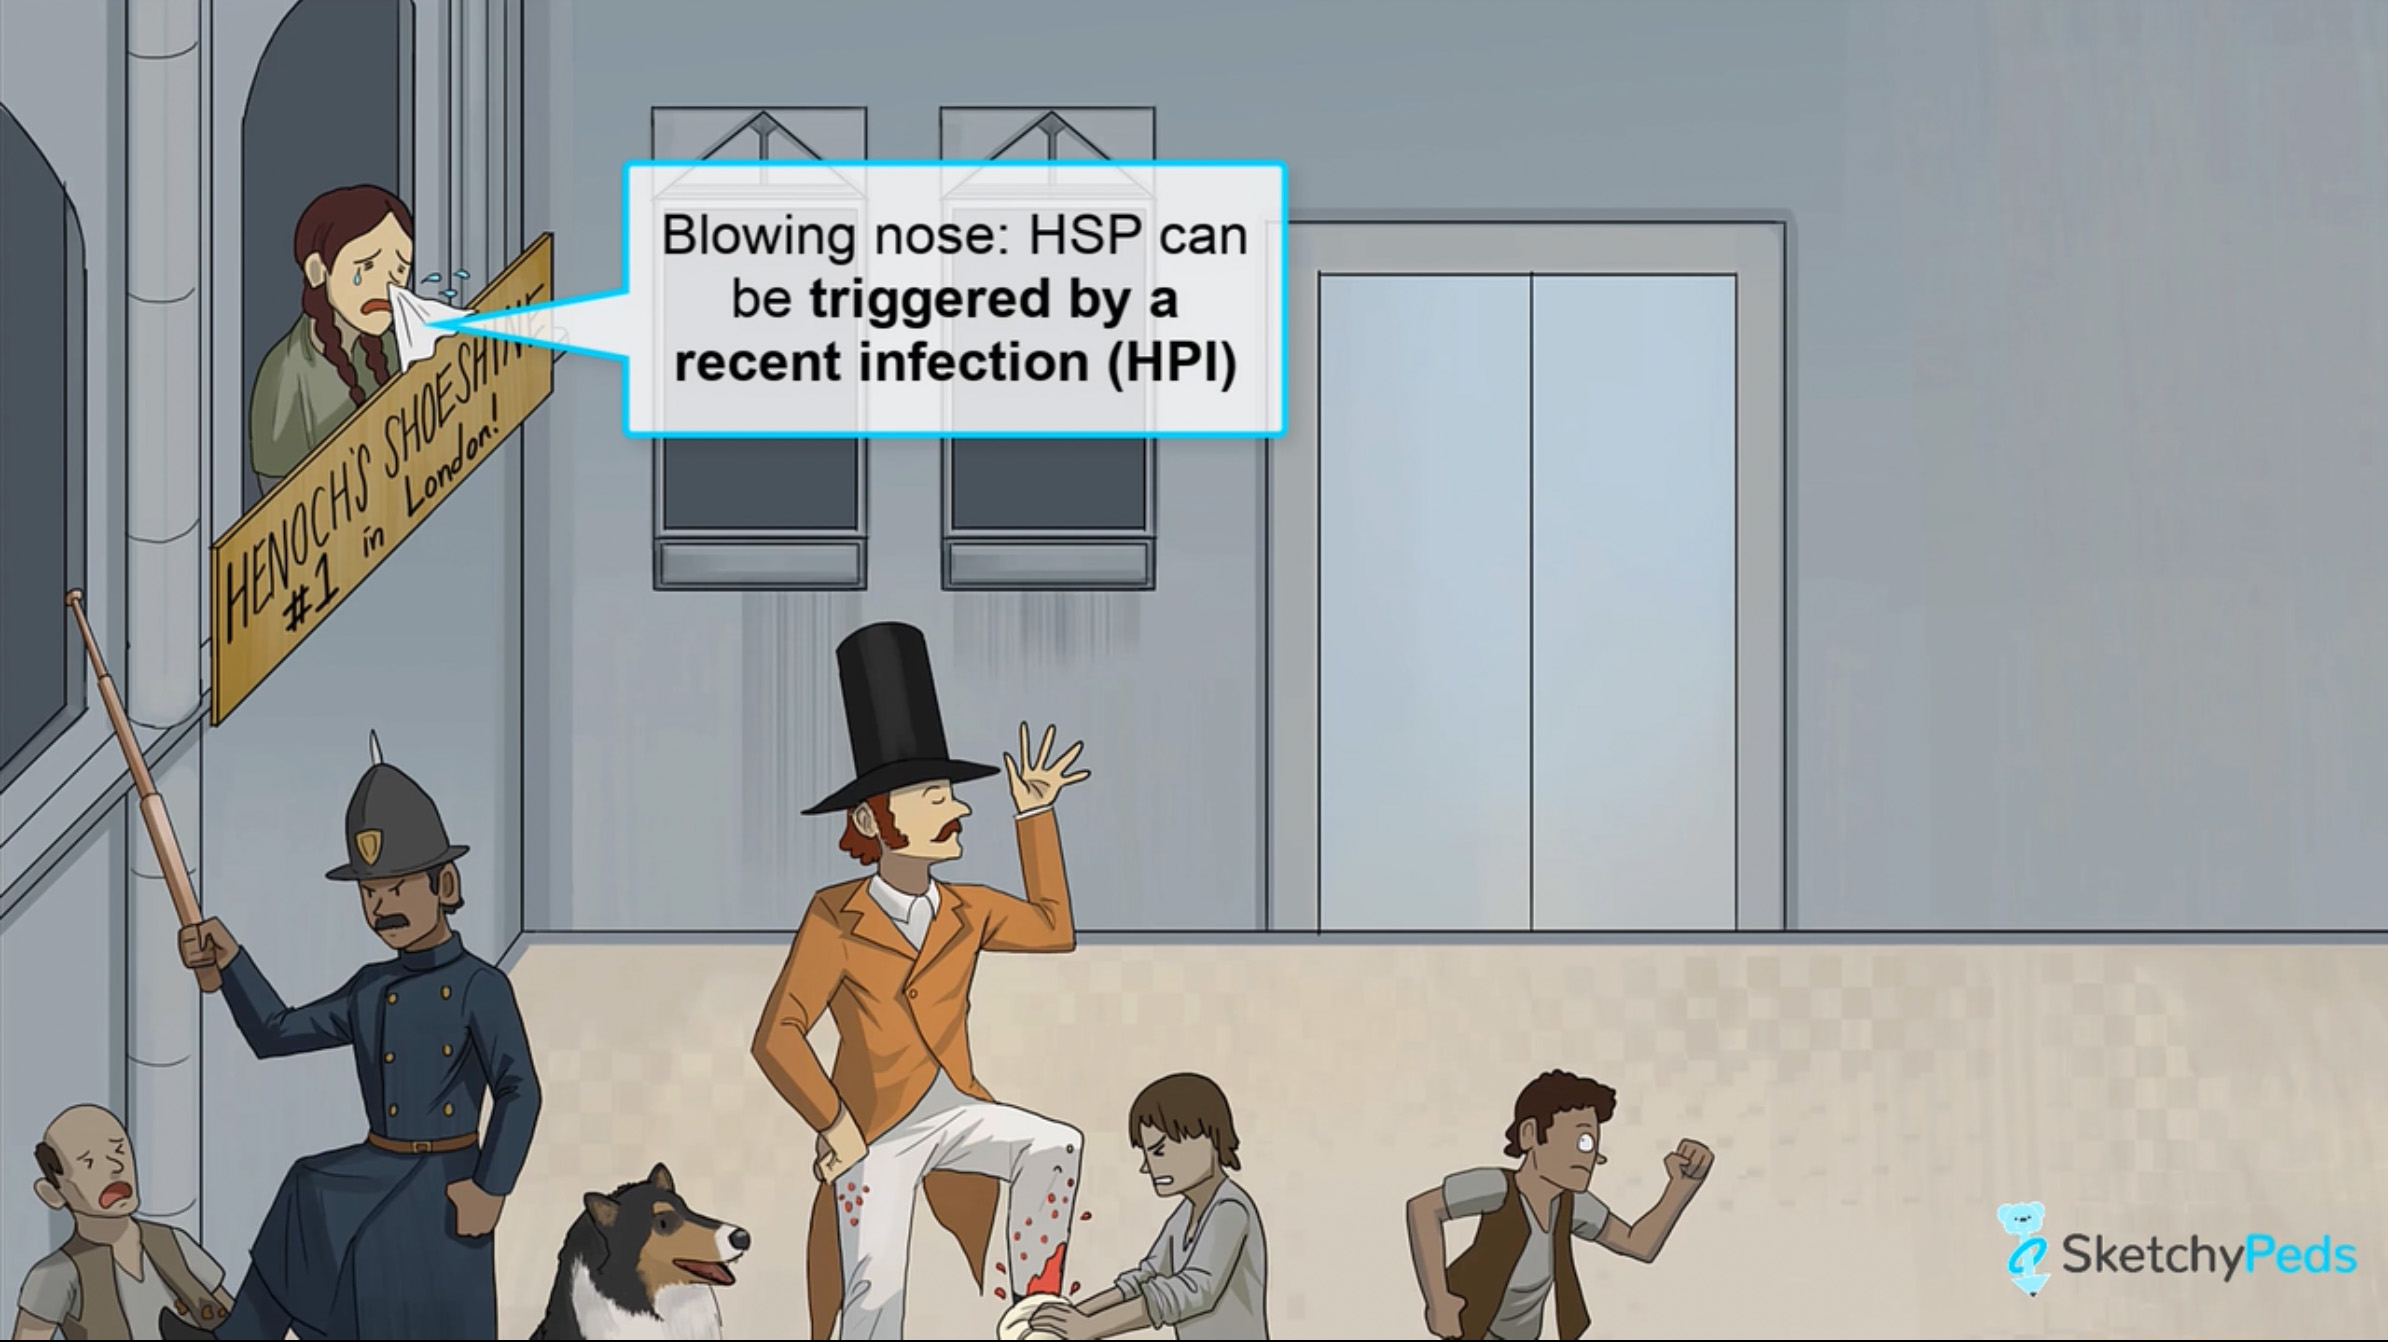 Blowing nose: HSP can
be triggered by a
recent infection (HPI)
HENOCH'S SHOESHINE
#1 in London!
SketchyPeds